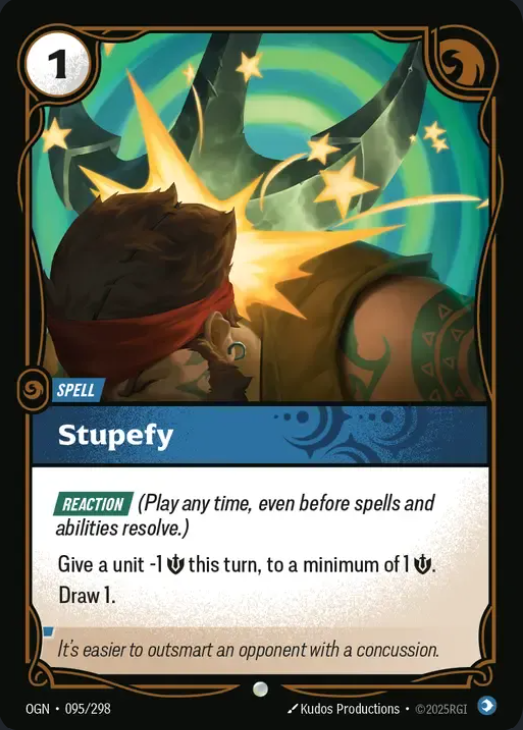 1
SPELL
Stupefy
REACTION (Play any time, even before spells and
abilities resolve.)
Give a unit -1 this turn, to a minimum of 1.
Draw 1.
It's easier to outsmart an opponent with a concussion.
OGN • 095/298 Kudos Productions • ©2025RGI